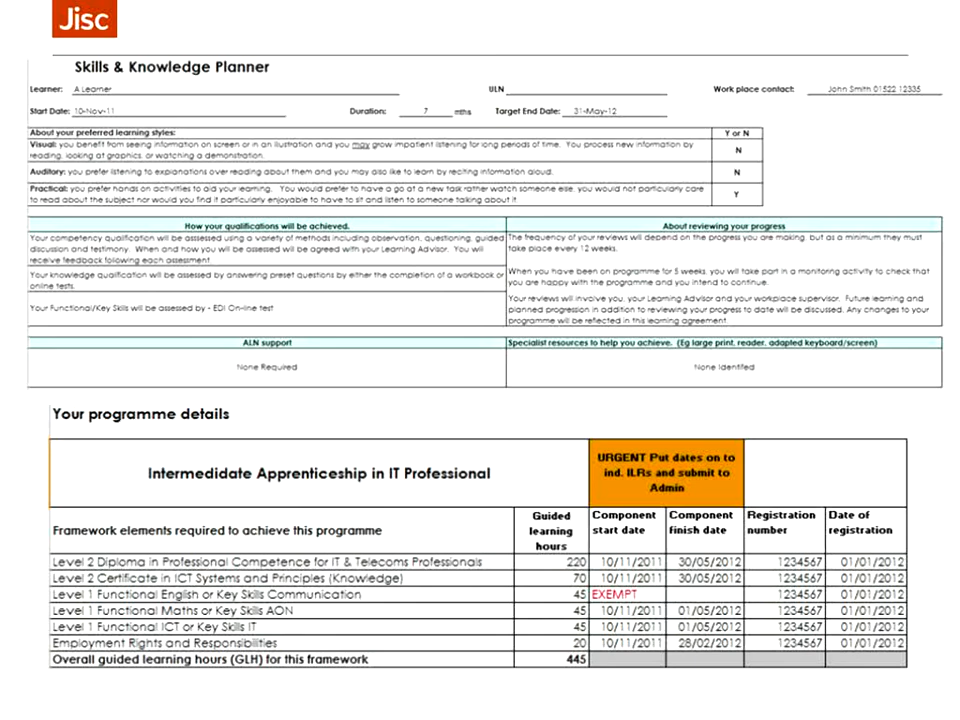 Jisc
Skills & Knowledge Planner
Learner: A Learner ULN Work place contact: John Smith 01522 12335
Start Date: 10-Nov-11 Duration: 7 mths Target End Date: 31-May-12
About your preferred learning styles: Y or N
Visual: you benefit from seeing information on screen or in an illustration and you may grow impatient listening for long periods of time. You process new information by
reading, looking at graphics, or watching a demonstration. N
Auditory: you prefer listening to explanations over reading about them and you may also like to learn by reciting information aloud. N
Practical: you prefer hands on activities to aid your learning. You would prefer to have a go at a new task rather watch someone else, you would not particularly care
to read about the subject nor would you find it particularly enjoyable to have to sit and listen to someone talking about it Y
How your qualifications will be achieved.
Your competency qualification will be assessed using a variety of methods including observation, questioning, guided
discussion and testimony. When and how you will be assessed will be agreed with your Learning Advisor. You will
receive feedback following each assessment.
Your knowledge qualification will be assessed by answering preset questions by either the completion of a workbook or
online tests.
Your Functional/Key Skills will be assessed by - EDI On-line test
About reviewing your progress
The frequency of your reviews will depend on the progress you are making, but as a minimum they must
take place every 12 weeks.
When you have been on programme for 5 weeks, you will take part in a monitoring activity to check that
you are happy with the programme and you intend to continue.
Your reviews will involve you, your Learning Advisor and your workplace supervisor. Future learning and
planned progression in addition to reviewing your progress to date will be discussed. Any changes to your
programme will be reflected in this learning agreement.
ALN support
None Required
Specialist resources to help you achieve. (Eg large print, reader, adapted keyboard/screen)
None Identifed
Your programme details
Intermedidate Apprenticeship in IT Professional
URGENT Put dates on to
ind. ILRs and submit to
Admin
Framework elements required to achieve this programme
Guided
learning
hours
Component
start date
Component
finish date
Registration
number
Date of
registration
Level 2 Diploma in Professional Competence for IT & Telecoms Professionals 220 10/11/2011 30/05/2012 1234567 01/01/2012
Level 2 Certificate in ICT Systems and Principles (Knowledge) 70 10/11/2011 30/05/2012 1234567 01/01/2012
Level 1 Functional English or Key Skills Communication 45 EXEMPT 1234567 01/01/2012
Level 1 Functional Maths or Key Skills AON 45 10/11/2011 01/05/2012 1234567 01/01/2012
Level 1 Functional ICT or Key Skills IT 45 10/11/2011 01/05/2012 1234567 01/01/2012
Employment Rights and Responsibilities 20 10/11/2011 28/02/2012 1234567 01/01/2012
Overall guided learning hours (GLH) for this framework 445